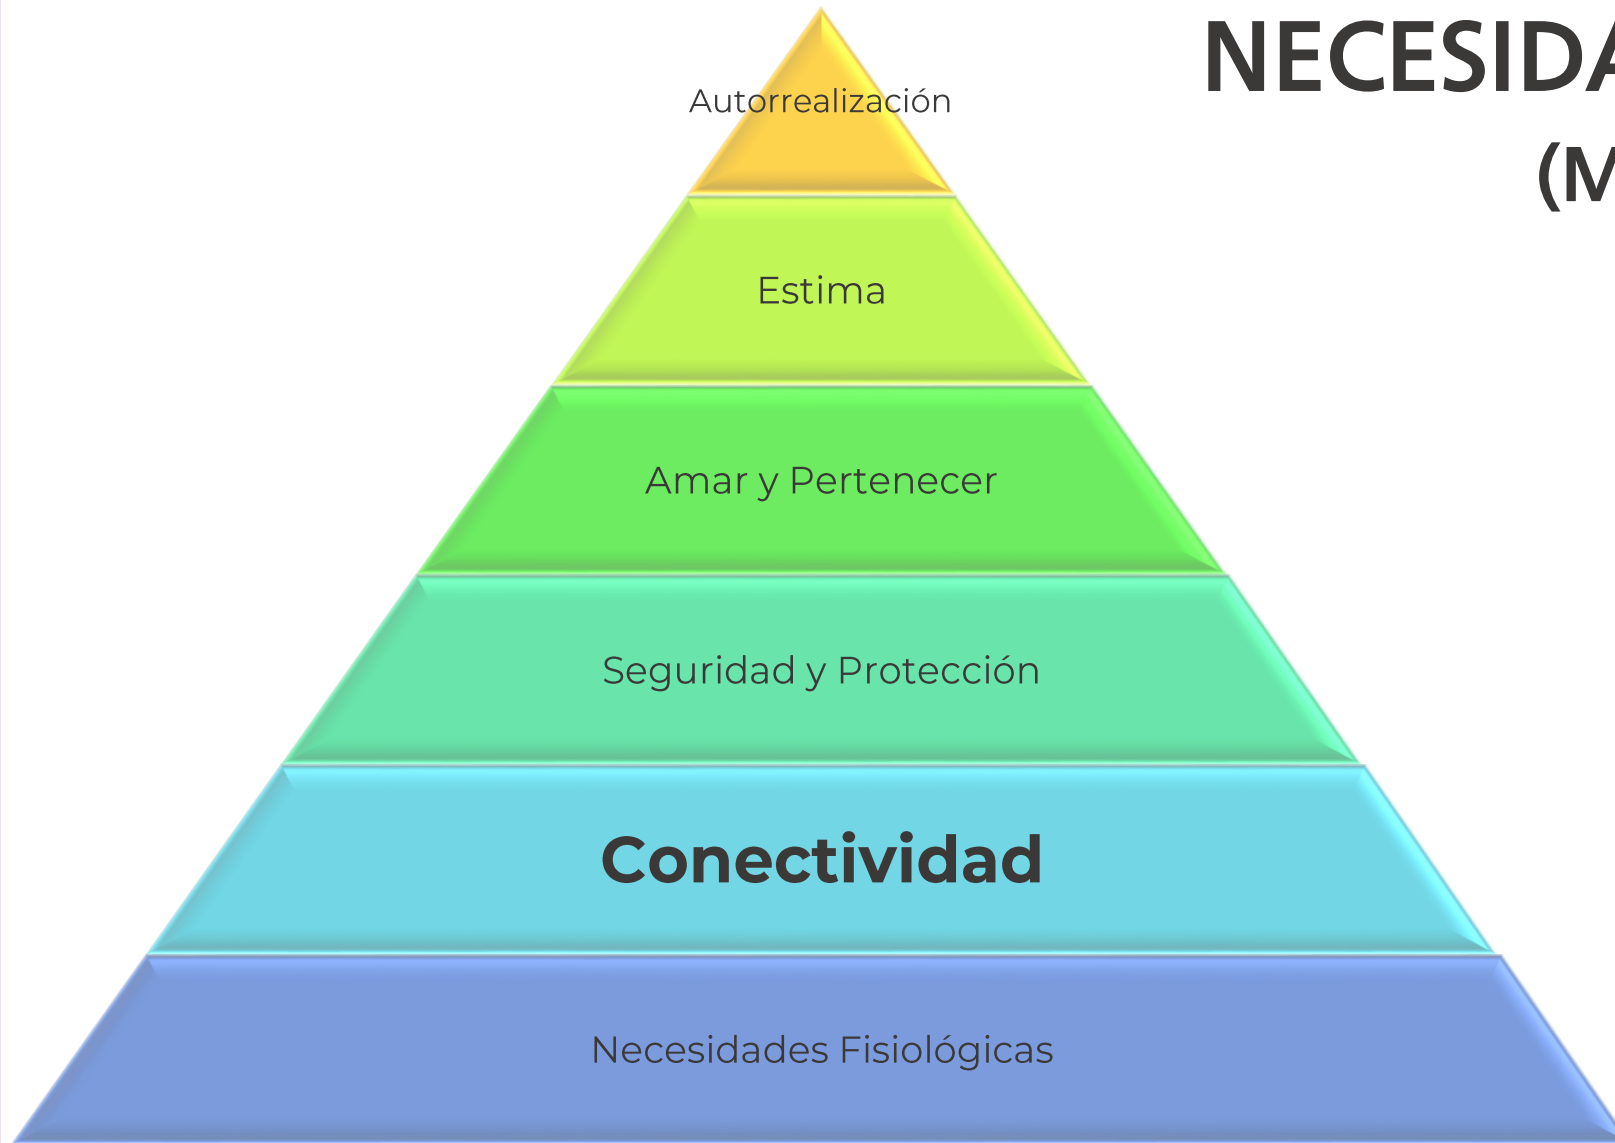 NECESIDA
(M
Autorrealización
Estima
Amar y Pertenecer
Seguridad y Protección
Conectividad
Necesidades Fisiológicas